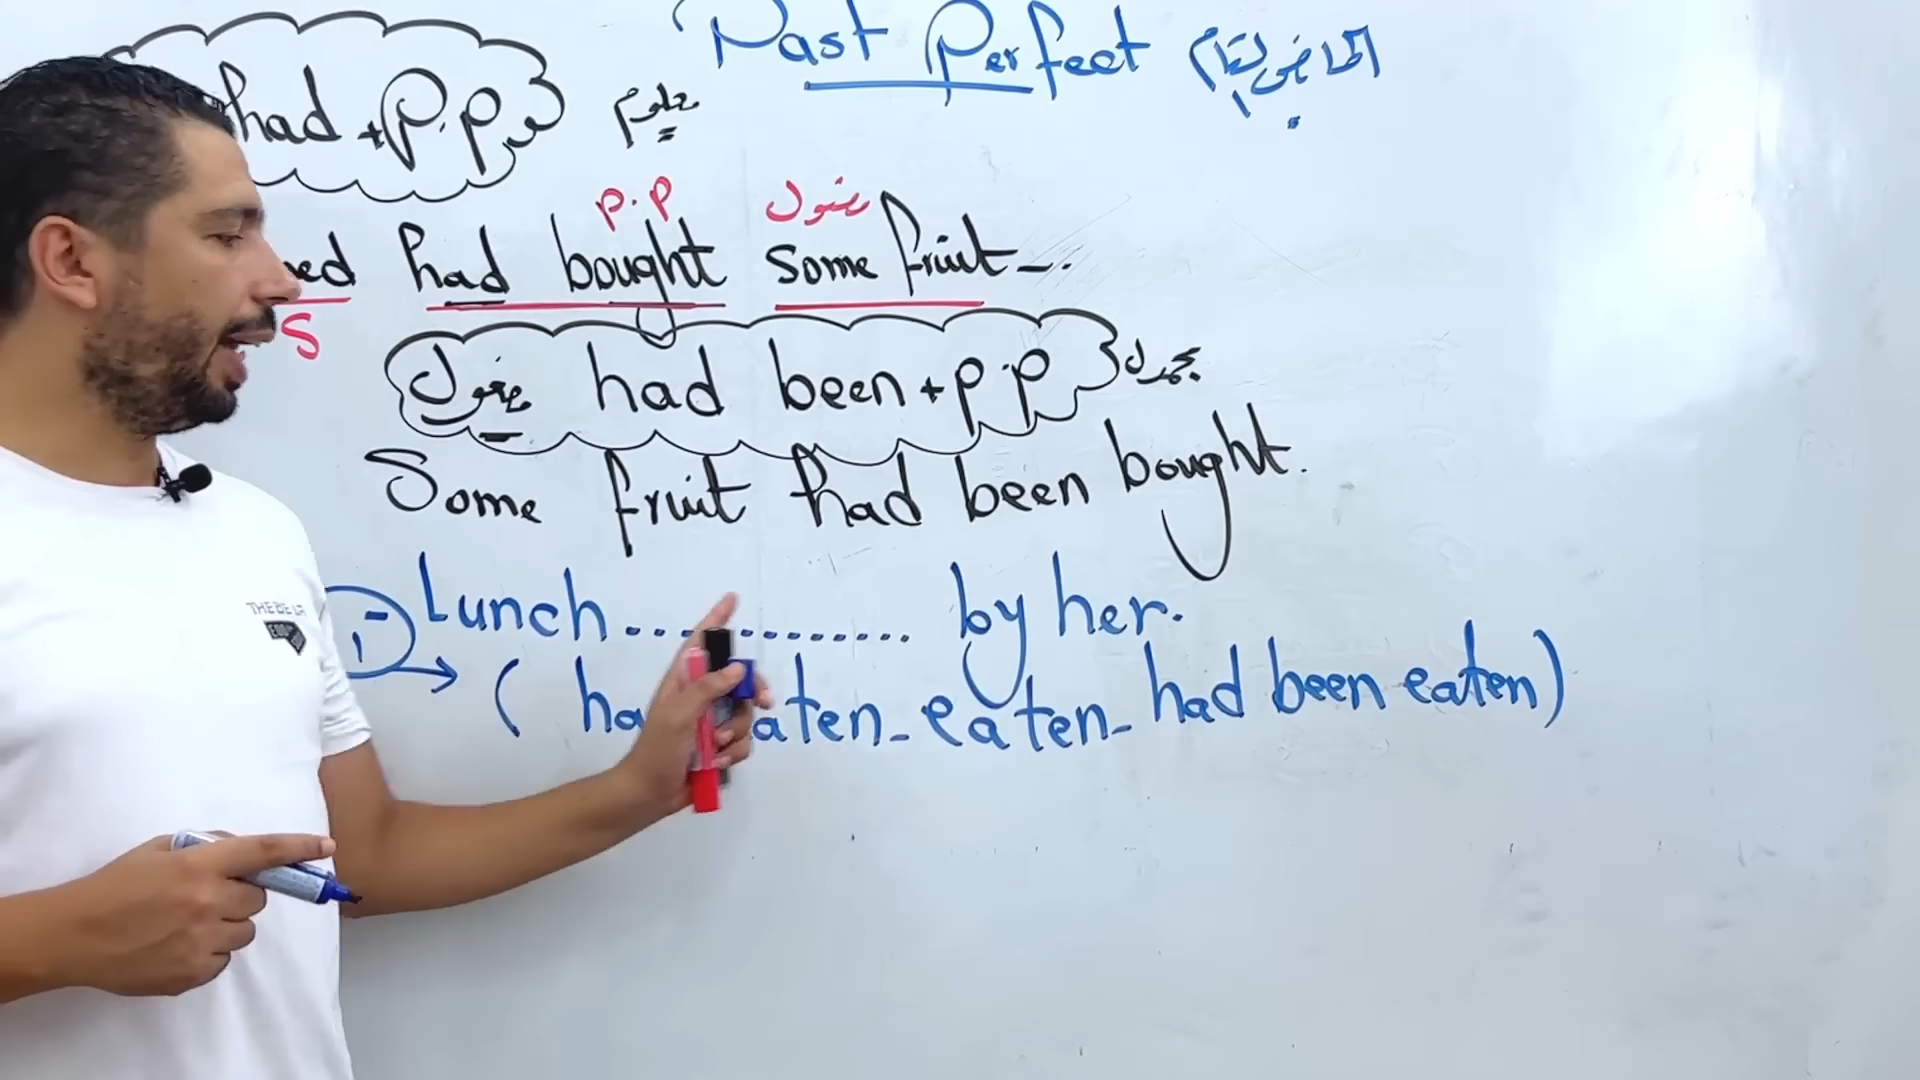 Past Perfect الماضي التام
had + P.P معلوم
P.P مفعول
had bought some fruit
S
مفعول had been + P.P مجهول
Some fruit had been bought.
1- Lunch ............ by her.
( eaten - had been eaten )